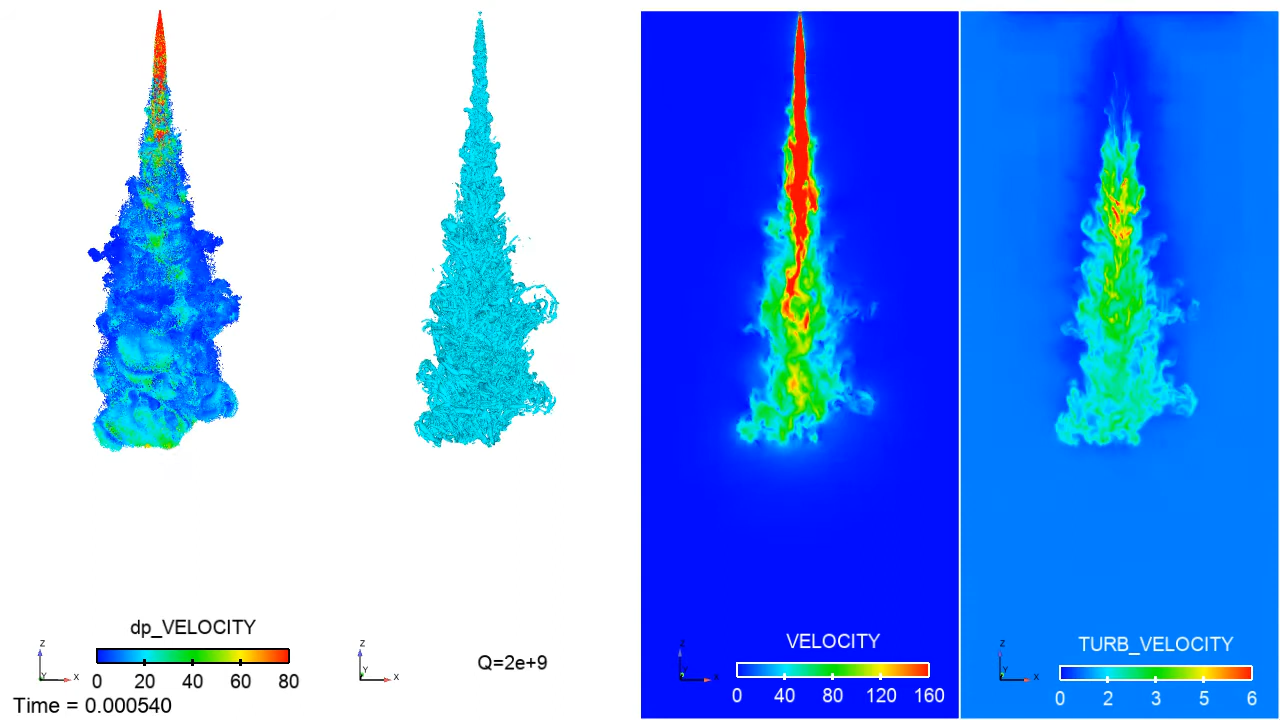 dp_VELOCITY
0 20 40 60 80
Z
Y
X
Time = 0.000540
Z
Y
X
Q=2e+9
VELOCITY
0 40 80 120 160
Z
X
TURB_VELOCITY
0 2 3 5 6
Z
X